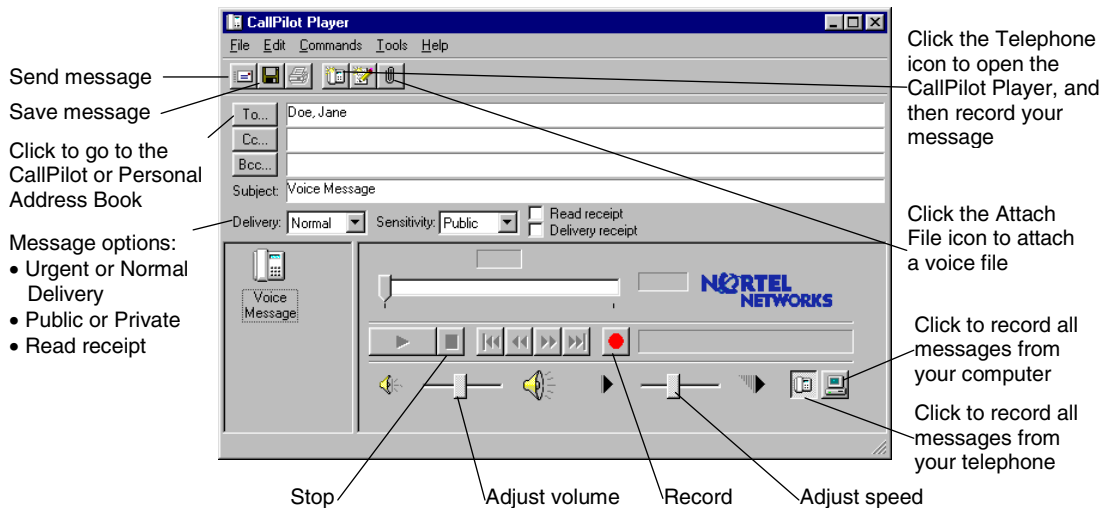 CallPilot Player
File Edit Commands Tools Help
Send message
Save message
Click to go to the
CallPilot or Personal
Address Book
Message options:
• Urgent or Normal
Delivery
• Public or Private
• Read receipt
To... Doe, Jane
Cc...
Bcc...
Subject: Voice Message
Delivery: Normal Sensitivity: Public Read receipt
Delivery receipt
Voice
Message
NORTEL
NETWORKS
Click the Telephone
icon to open the
CallPilot Player, and
then record your
message
Click the Attach
File icon to attach
a voice file
Click to record all
messages from
your computer
Click to record all
messages from
your telephone
Stop Adjust volume Record Adjust speed